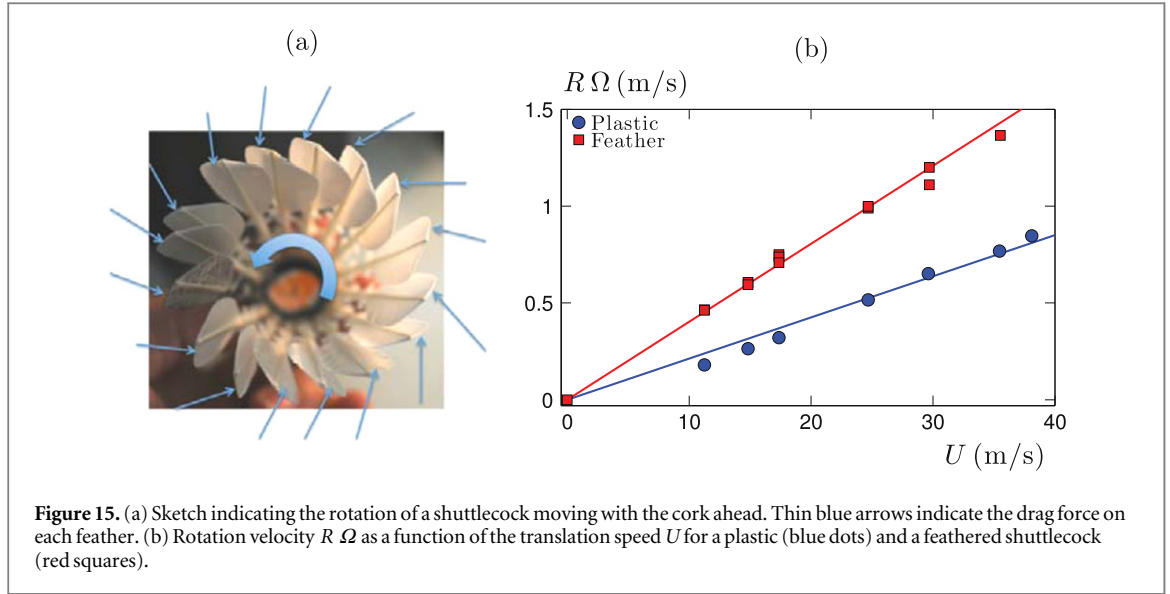 (a)
(b)
R Ω (m/s)
1.5
Plastic
Feather
1
0.5
0
0
10
20
30
40
U (m/s)
Figure 15. (a) Sketch indicating the rotation of a shuttlecock moving with the cork ahead. Thin blue arrows indicate the drag force on
each feather. (b) Rotation velocity R Ω as a function of the translation speed U for a plastic (blue dots) and a feathered shuttlecock
(red squares).